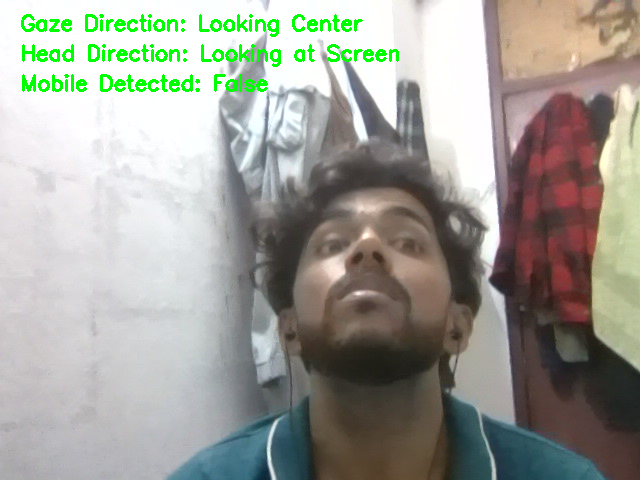 Gaze Direction: Looking Center
Head Direction: Looking at Screen
Mobile Detected: False